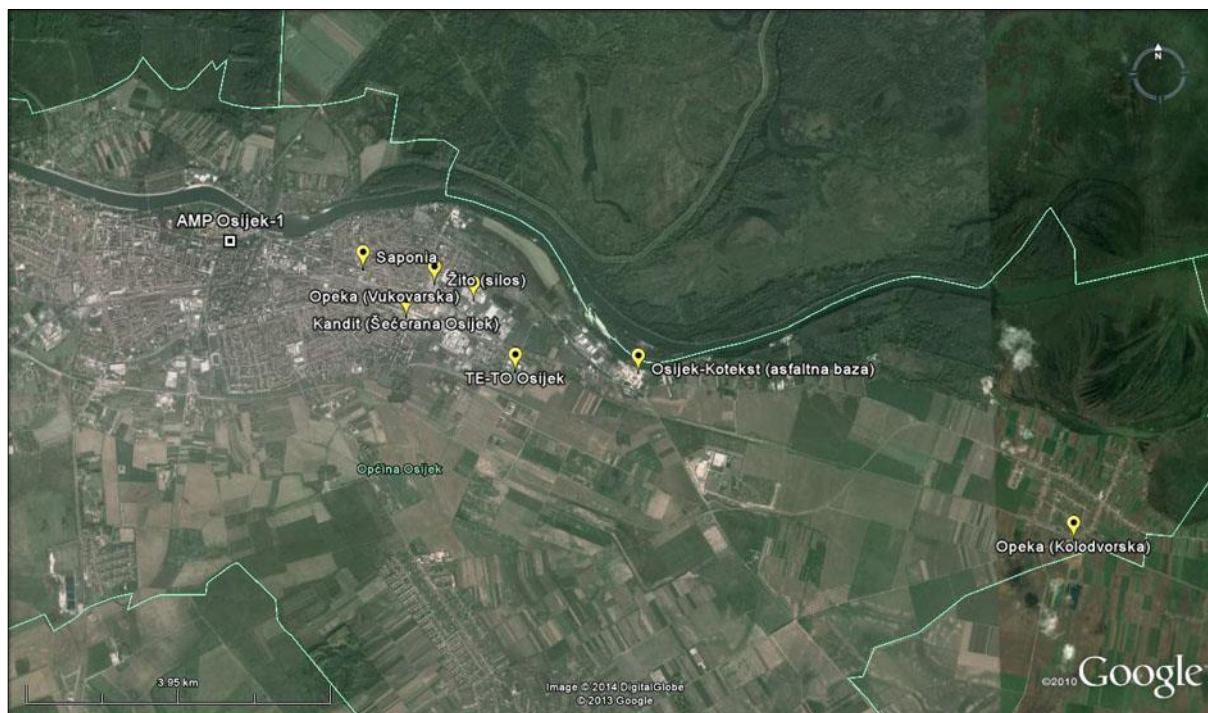 N
AMP Osijek-1
Saponia
Žito (silos)
Opeka (Vukovarska)
Kandit (Šećerana Osijek)
TE-TO Osijek
Osijek-Kotekst (asfaltna baza)
Općina Osijek
Opeka (Kolodvorska)
3.95 km
Image © 2014 DigitalGlobe
© 2013 Google
©2010 Google